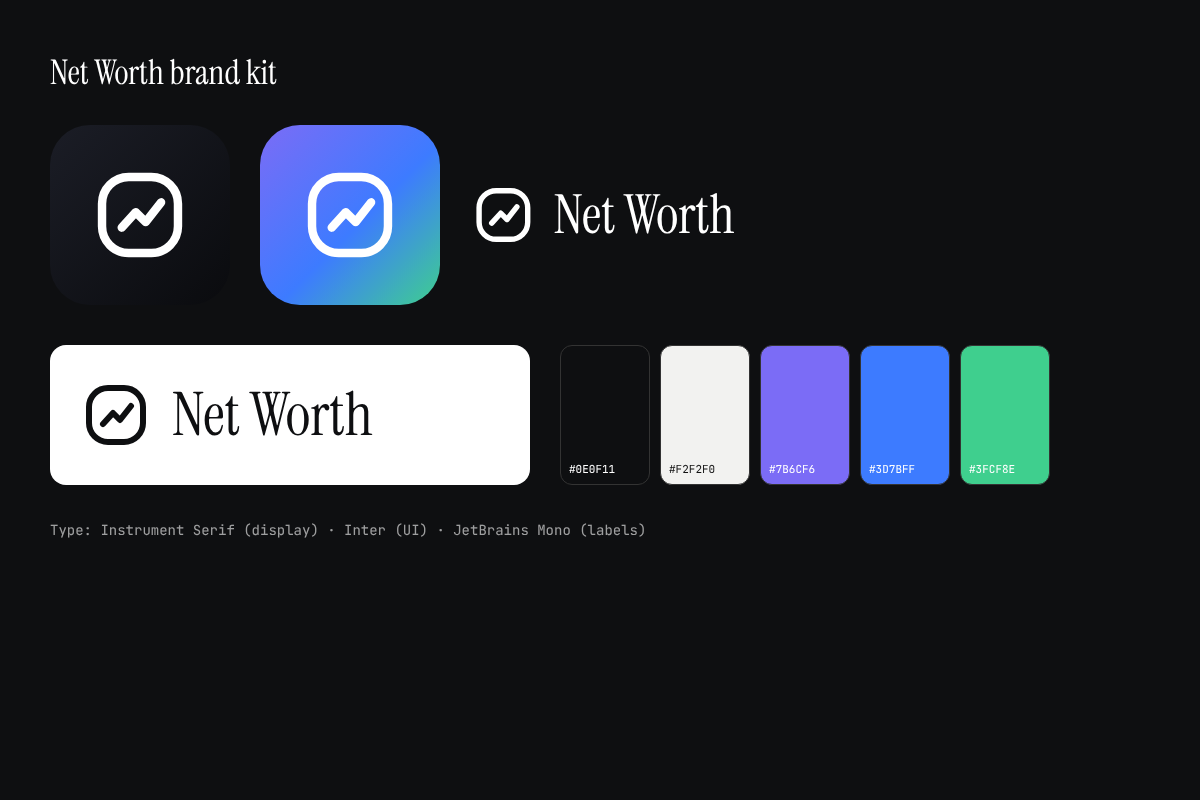 Net Worth brand kit
Net Worth
Net Worth
#0E0F11
#F2F2F0
#7B6CF6
#3D7BFF
#3FCF8E
Type: Instrument Serif (display) · Inter (UI) · JetBrains Mono (labels)